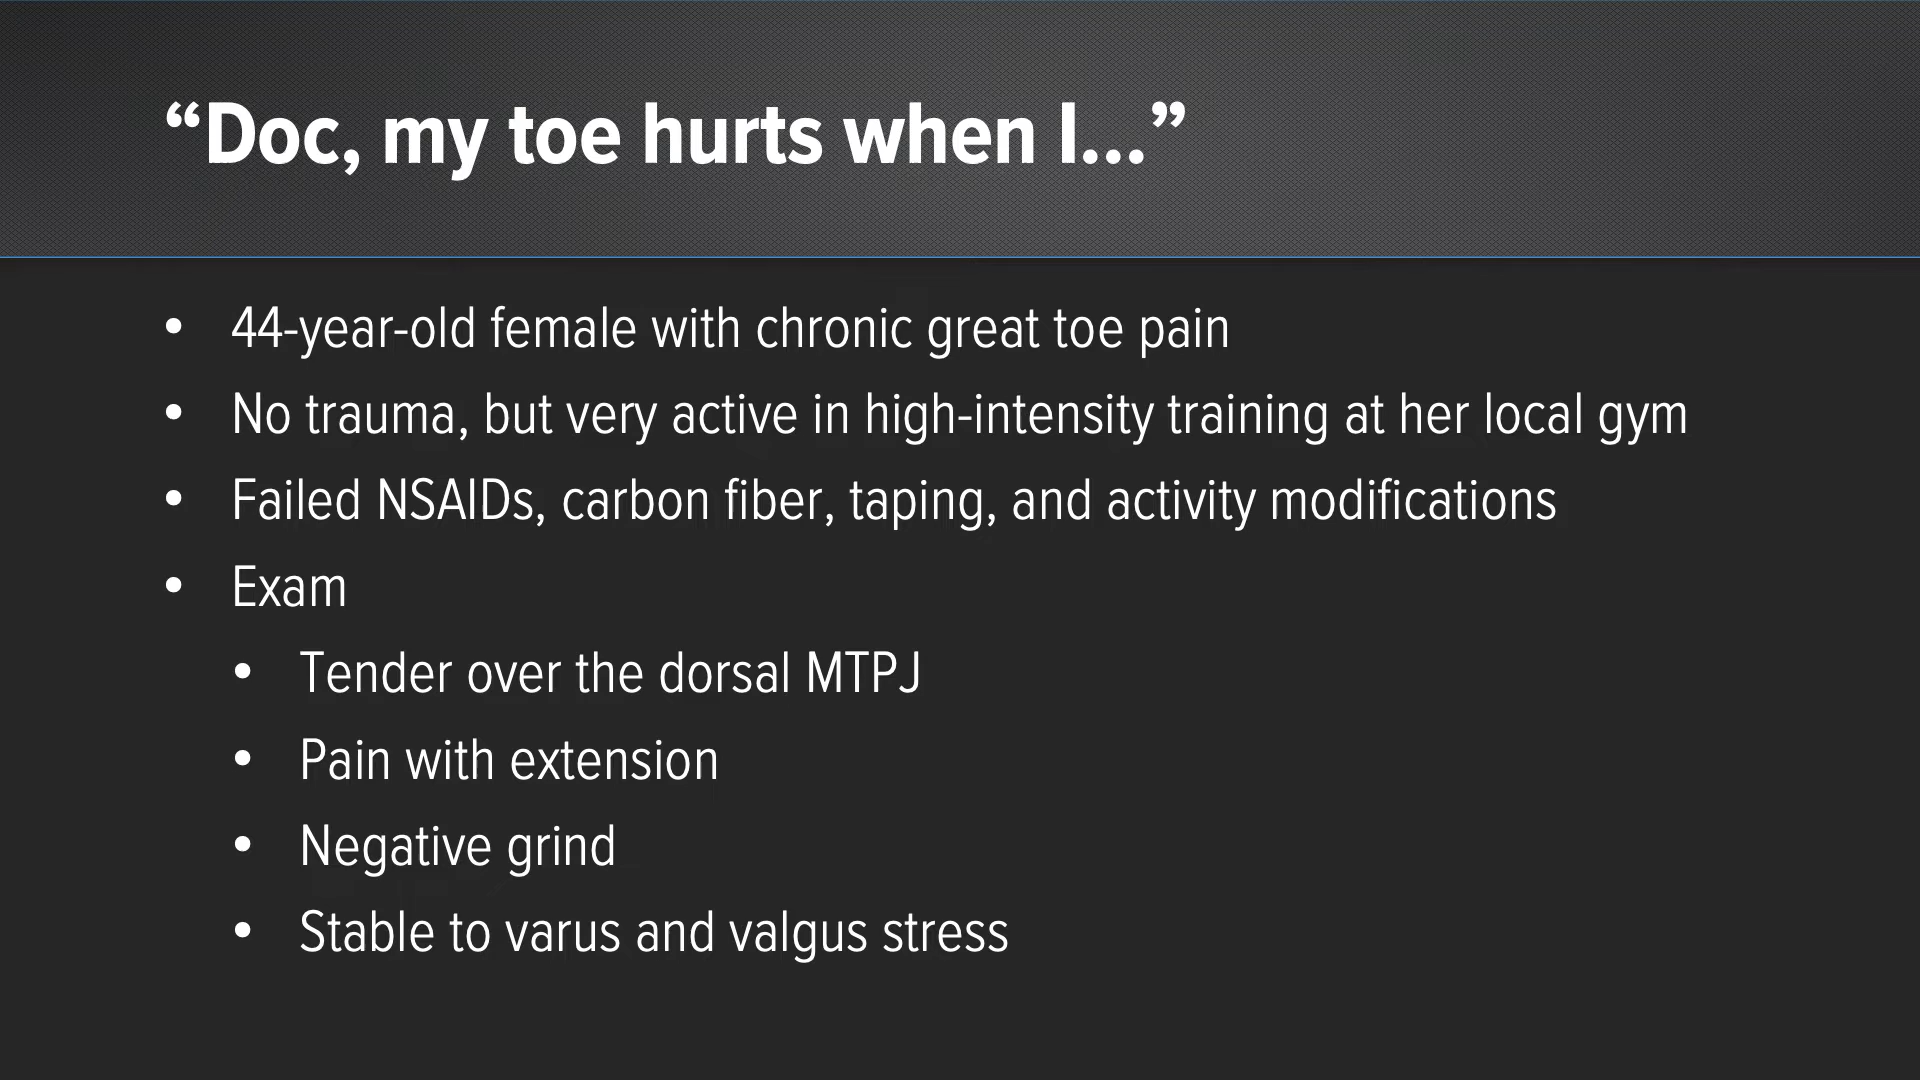 “Doc, my toe hurts when I...”
• 44-year-old female with chronic great toe pain
• No trauma, but very active in high-intensity training at her local gym
• Failed NSAIDs, carbon fiber, taping, and activity modifications
• Exam
• Tender over the dorsal MTPJ
• Pain with extension
• Negative grind
• Stable to varus and valgus stress